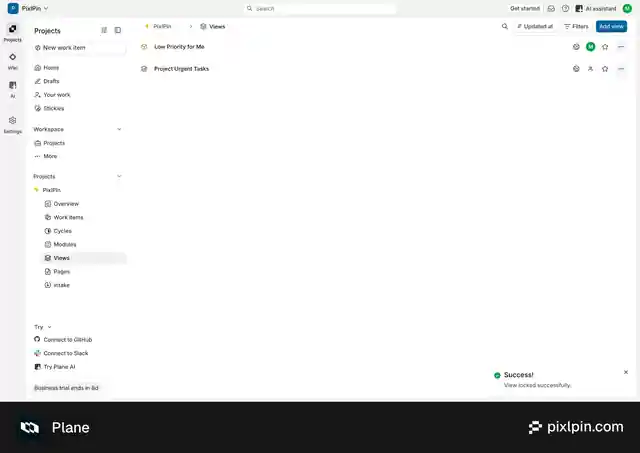 PixlPin
Search
Get started
AI assistant
M
Projects
Wiki
AI
Settings
Projects
New work item
Home
Drafts
Your work
Stickies
Workspace
Projects
More
Projects
PixlPin
Overview
Work items
Cycles
Modules
Views
Pages
Intake
Try
Connect to GitHub
Connect to Slack
Try Plane AI
Business trial ends in 8d
PixlPin
Views
Updated at
Filters
Add view
Low Priority for Me
M
Project Urgent Tasks
Success!
View locked successfully.
Plane
pixlpin.com